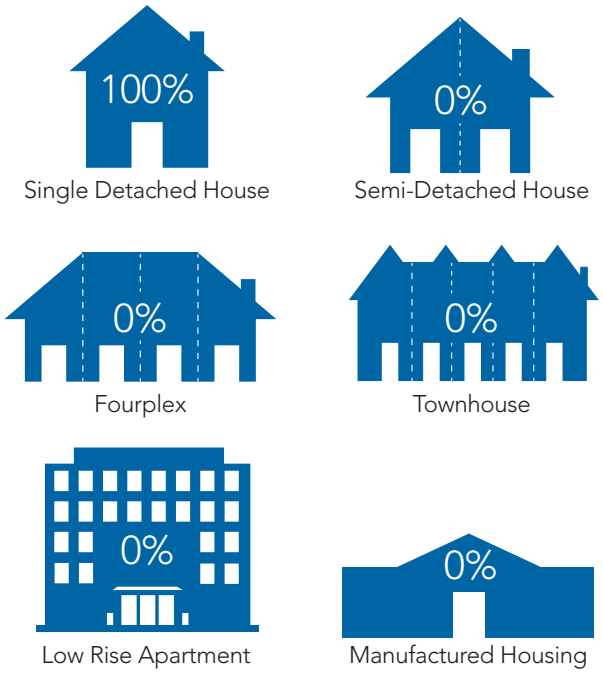 100%
0%
Single Detached House
Semi-Detached House
0%
0%
Fourplex
Townhouse
0%
0%
Low Rise Apartment
Manufactured Housing